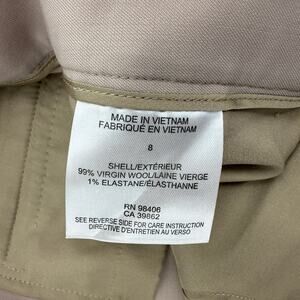 MADE IN VIETNAM
FABRIQUÉ EN VIETNAM
8
SHELL/EXTÉRIEUR
99% VIRGIN WOOL/LAINE VIERGE
1% ELASTANE/ÉLASTHANNE
RN 98406
CA 39862
SEE REVERSE SIDE FOR CARE INSTRUCTION
DIRECTIVE D'ENTRETIEN AU VERSO